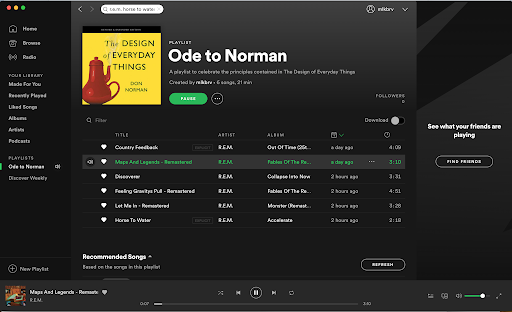 r.e.m. horse to water
mikbrv
Home
Browse
Radio
YOUR LIBRARY
Made For You
Recently Played
Liked Songs
Albums
Artists
Podcasts
PLAYLISTS
Ode to Norman
Discover Weekly
New Playlist
The DESIGN
of EVERYDAY
THINGS
DON
NORMAN
PLAYLIST
Ode to Norman
A playlist to celebrate the principles contained in The Design of Everyday Things
Created by mikbrv • 6 songs, 21 min
PAUSE
FOLLOWERS
0
Filter
Download
TITLE ARTIST ALBUM
Country Feedback EXPLICIT R.E.M. Out Of Time (25t... a day ago 4:09
Maps And Legends - Remastered R.E.M. Fables Of The Re... a day ago 3:10
Discoverer R.E.M. Collapse Into Now 2 hours ago 3:31
Feeling Gravitys Pull - Remastered R.E.M. Fables Of The Re... 2 hours ago 4:51
Let Me In - Remastered R.E.M. Monster (Remast... 2 hours ago 3:28
Horse To Water EXPLICIT R.E.M. Accelerate 2 hours ago 2:18
Recommended Songs
Based on the songs in this playlist
REFRESH
See what your friends are
playing
FIND FRIENDS
Maps And Legends - Remaste
R.E.M.
0:07
3:10